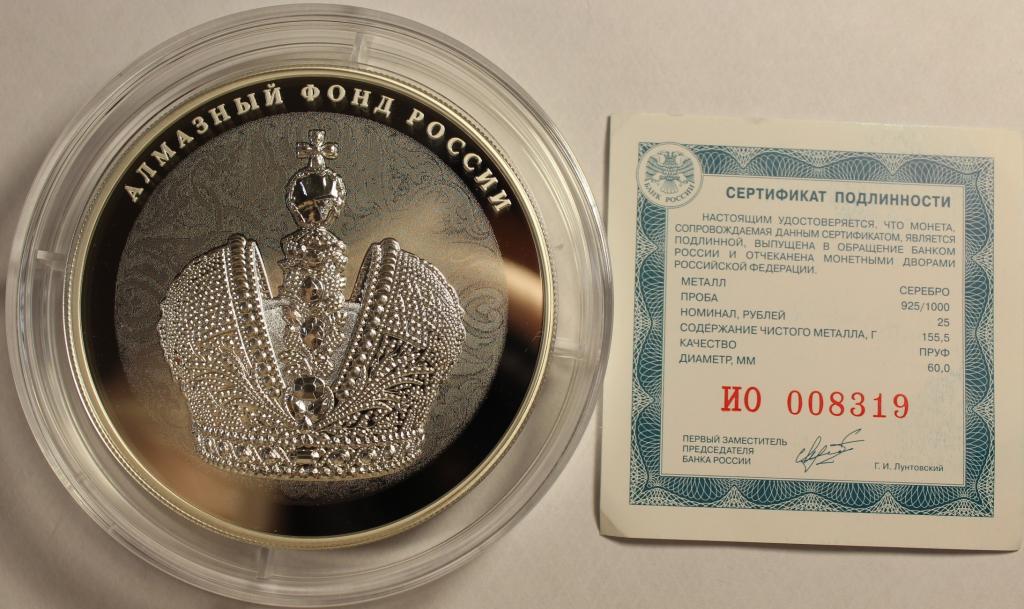 АЛМАЗНЫЙ ФОНД РОССИИ
БАНК РОССИИ
СЕРТИФИКАТ ПОДЛИННОСТИ
НАСТОЯЩИМ УДОСТОВЕРЯЕТСЯ, ЧТО МОНЕТА,
СОПРОВОЖДАЕМАЯ ДАННЫМ СЕРТИФИКАТОМ, ЯВЛЯЕТСЯ
ПОДЛИННОЙ, ВЫПУЩЕНА В ОБРАЩЕНИЕ БАНКОМ
РОССИИ И ОТЧЕКАНЕНА МОНЕТНЫМИ ДВОРАМИ
РОССИЙСКОЙ ФЕДЕРАЦИИ.
МЕТАЛЛ СЕРЕБРО
ПРОБА 925/1000
НОМИНАЛ, РУБЛЕЙ 25
СОДЕРЖАНИЕ ЧИСТОГО МЕТАЛЛА, Г 155,5
КАЧЕСТВО ПРУФ
ДИАМЕТР, ММ 60,0
ИО 008319
ПЕРВЫЙ ЗАМЕСТИТЕЛЬ
ПРЕДСЕДАТЕЛЯ
БАНКА РОССИИ
Г. И. Лунтовский